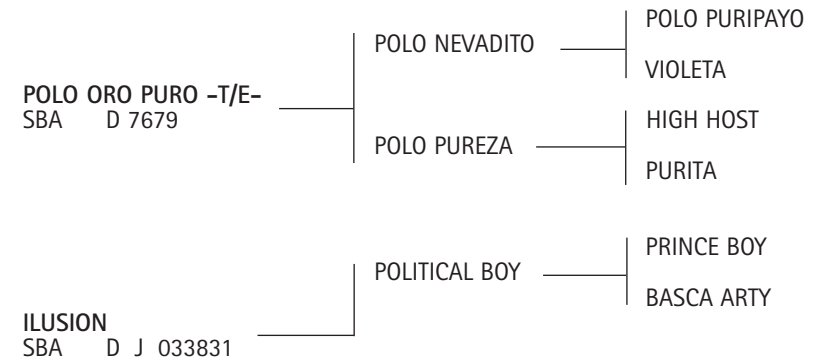 POLO PURIPAYO
POLO NEVADITO
VIOLETA
POLO ORO PURO -T/E-
SBA D 7679
HIGH HOST
POLO PUREZA
PURITA
PRINCE BOY
POLITICAL BOY
BASCA ARTY
ILUSION
SBA D J 033831